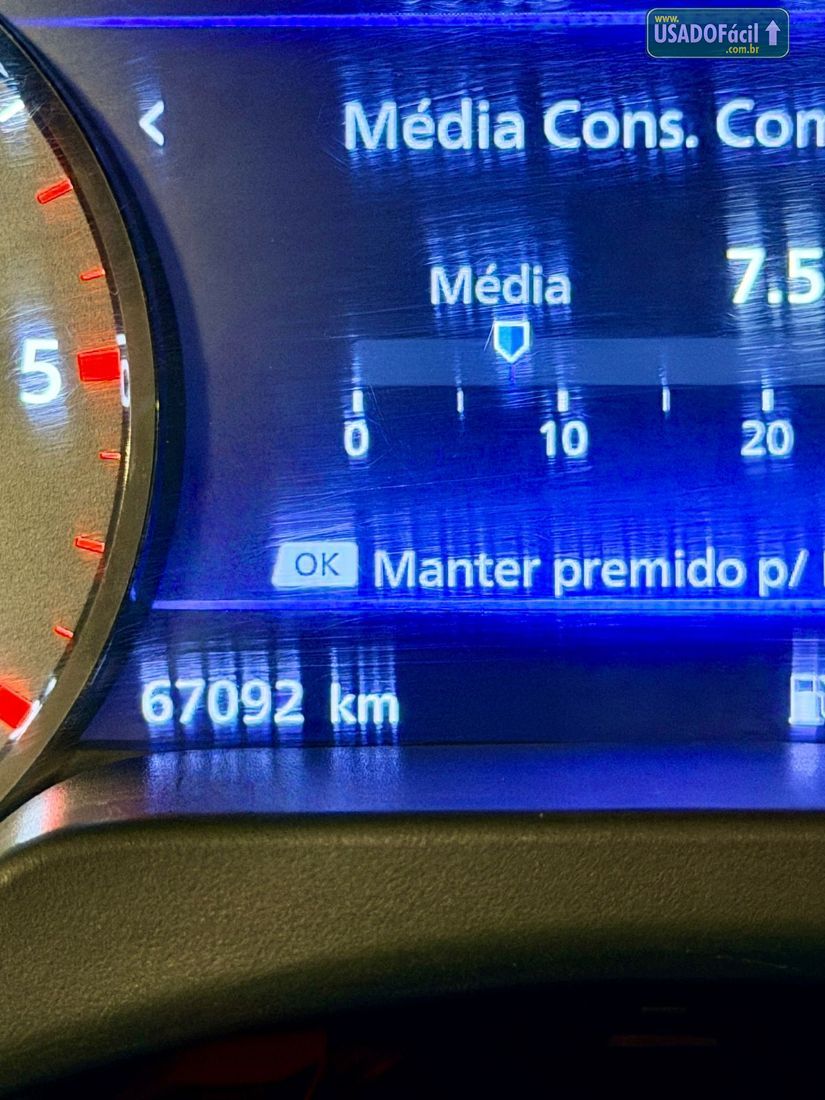 www.
USADOFácil
.com.br
< Média Cons. Com
Média 7.5
0 10 20
5
OK Manter premido p/
67092 km